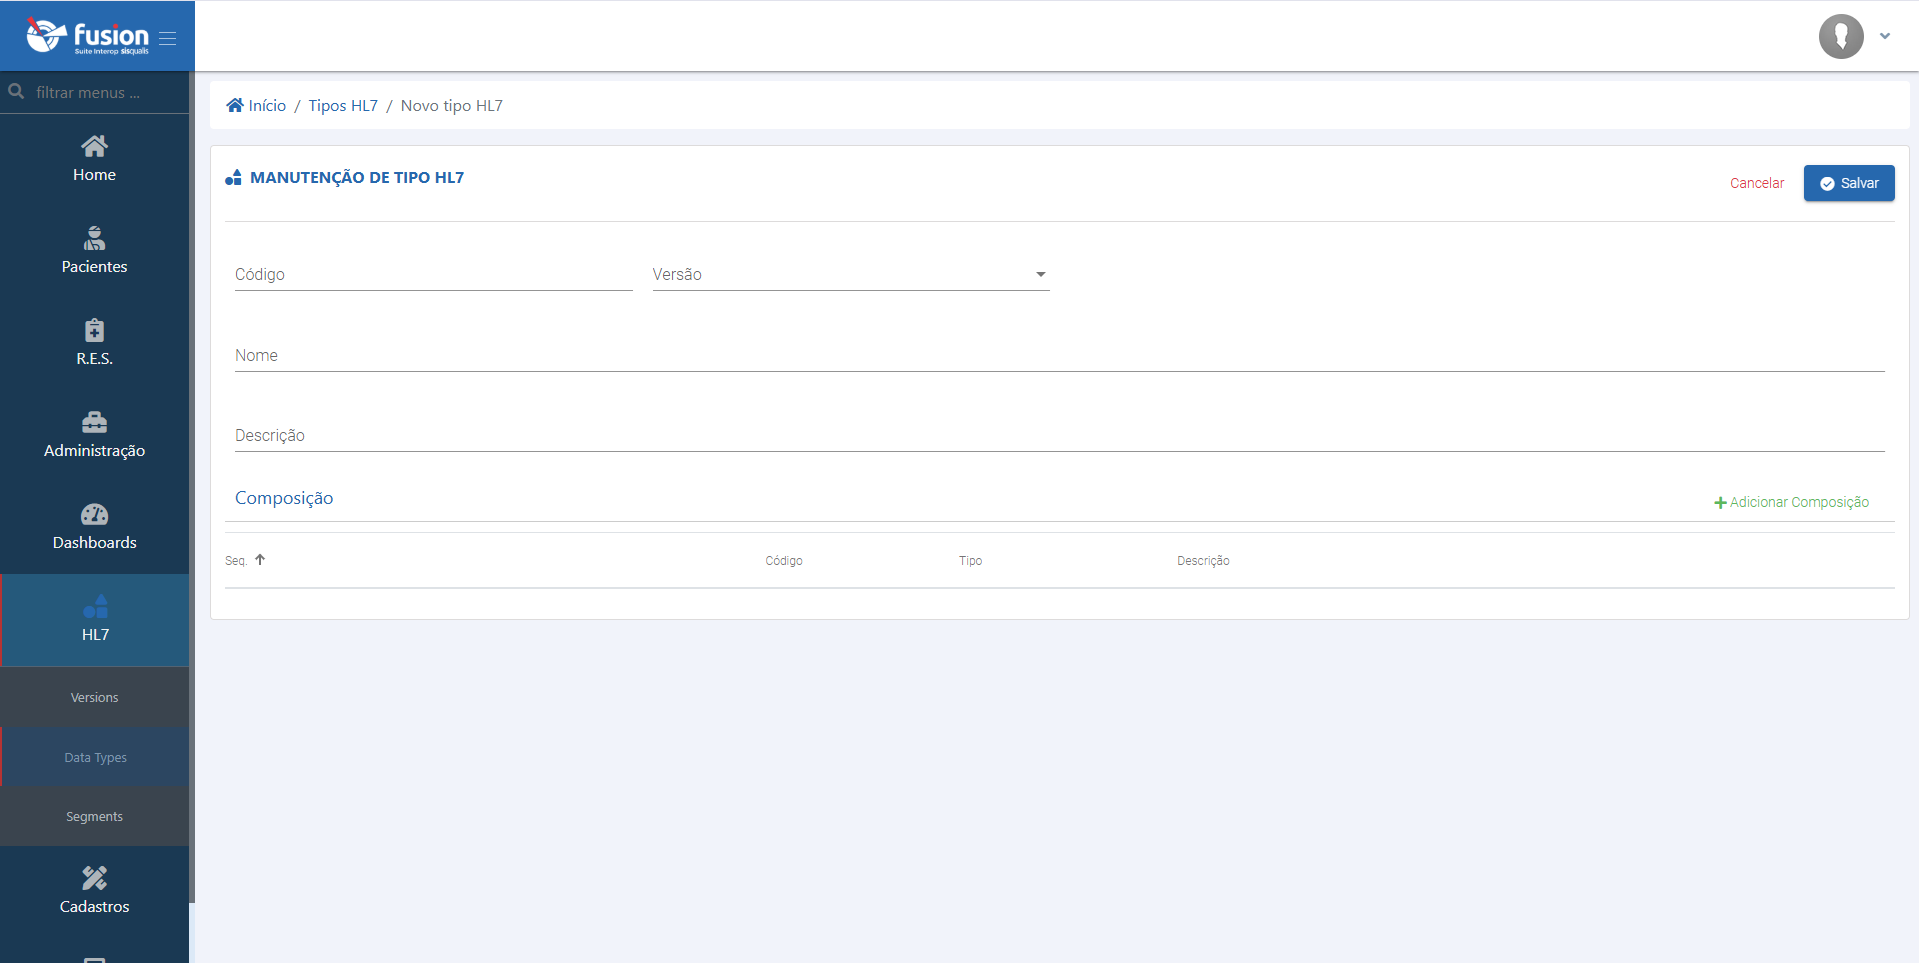 fusion
Suite Interop sisqualis
filtrar menus ...
Home
Pacientes
R.E.S.
Administração
Dashboards
HL7
Versions
Data Types
Segments
Cadastros
Início / Tipos HL7 / Novo tipo HL7
MANUTENÇÃO DE TIPO HL7
Cancelar
Salvar
Código
Versão
Nome
Descrição
Composição
Adicionar Composição
Seq. Código Tipo Descrição